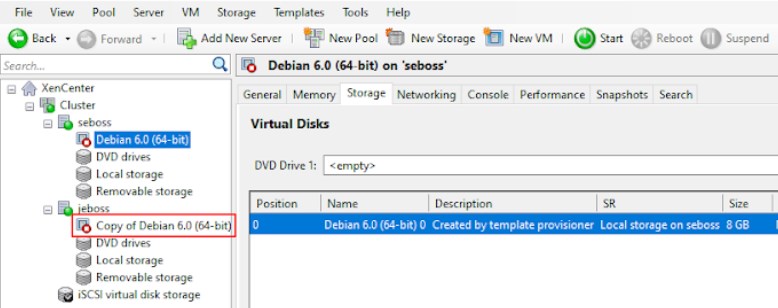 File View Pool Server VM Storage Templates Tools Help
Back Forward Add New Server New Pool New Storage New VM Start Reboot Suspend
Search... Debian 6.0 (64-bit) on 'seboss'
XenCenter
General Memory Storage Networking Console Performance Snapshots Search
Cluster
seboss
Virtual Disks
Debian 6.0 (64-bit)
DVD drives
DVD Drive 1: <empty>
Local storage
Removable storage
Position Name Description SR Size
jeboss
Copy of Debian 6.0 (64-bit)
0 Debian 6.0 (64-bit) 0 Created by template provisioner Local storage on seboss 8 GB
DVD drives
Local storage
Removable storage
iSCSI virtual disk storage